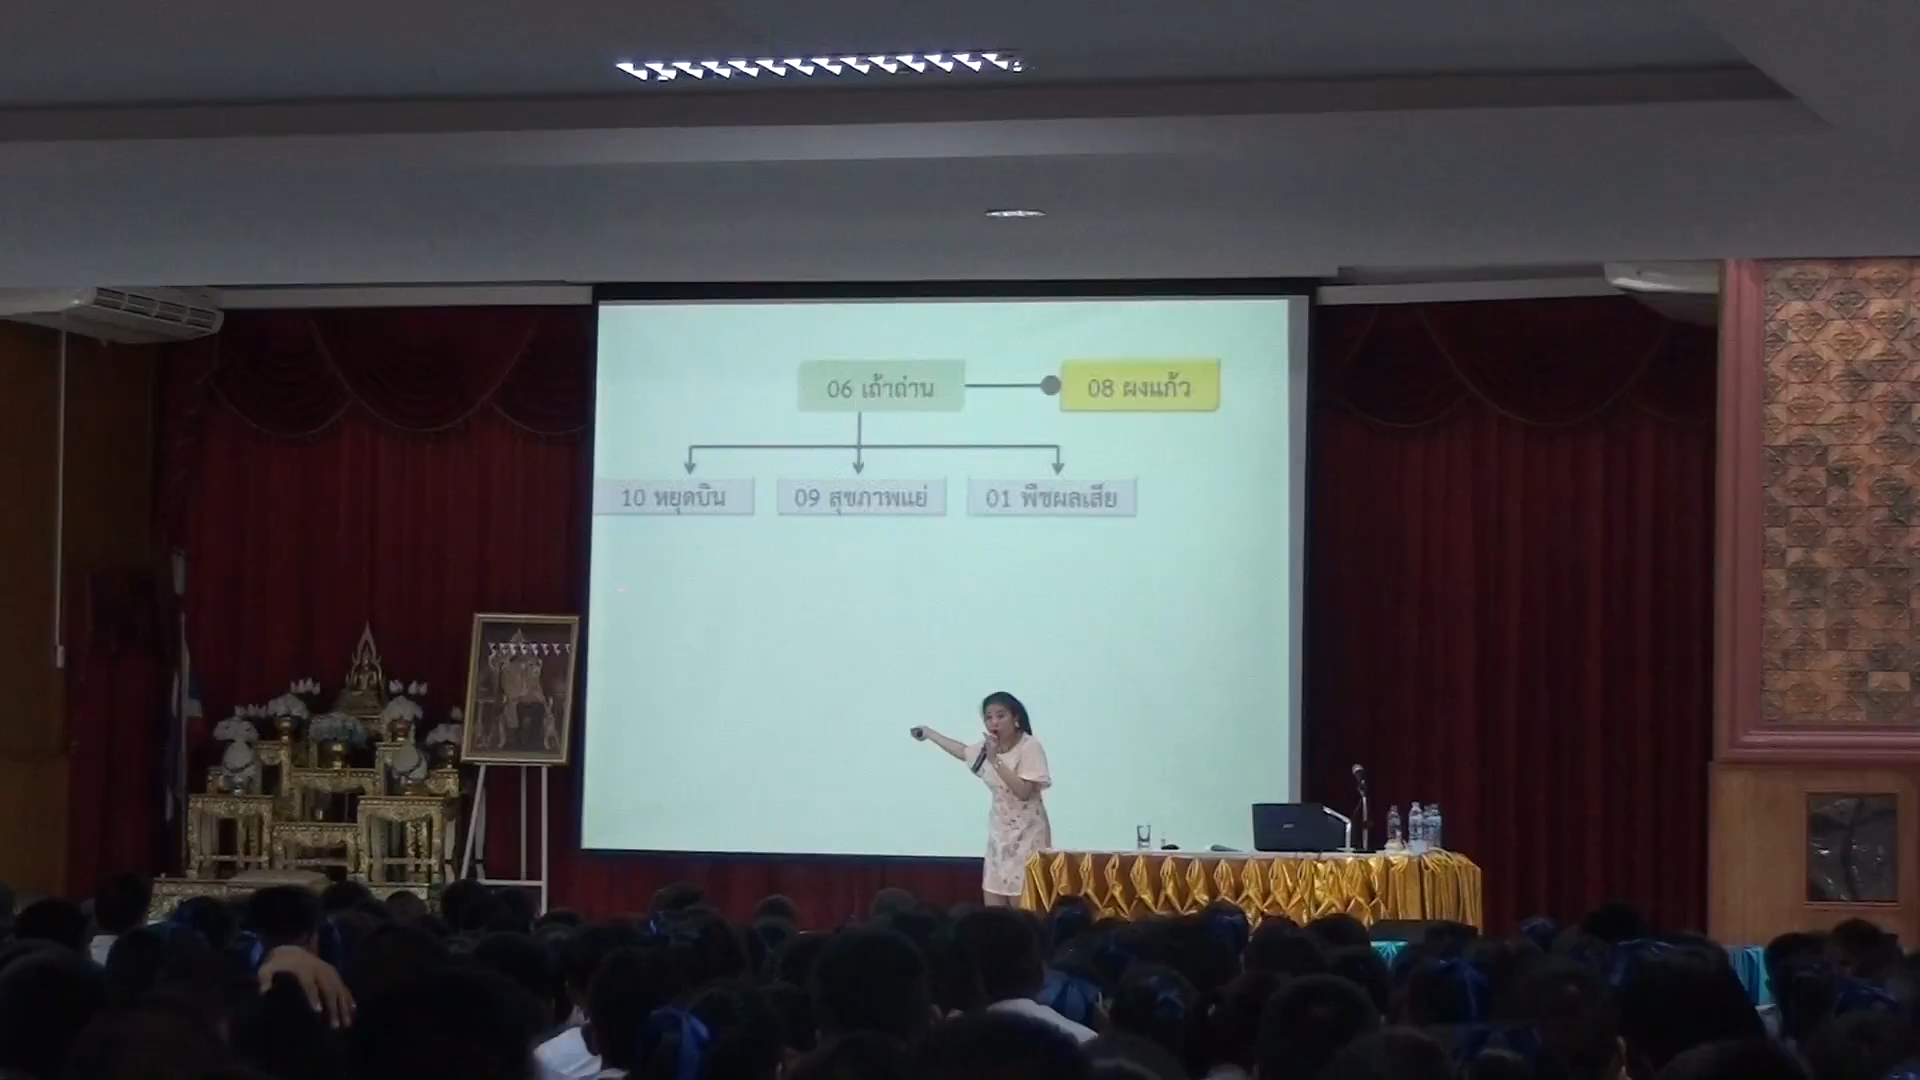 06 เถ้าถ่าน
08 ผงแก้ว
10 หยุดบิน
09 สุขภาพแย่
01 พืชผลเสีย